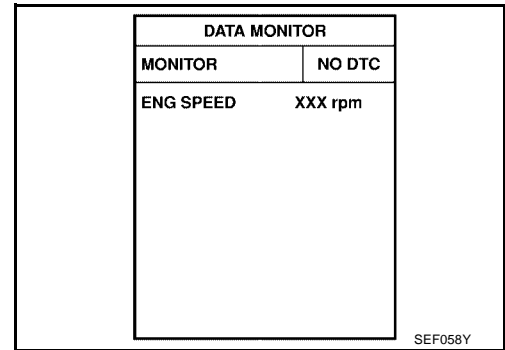 DATA MONITOR
MONITOR NO DTC
ENG SPEED XXX rpm
SEF058Y